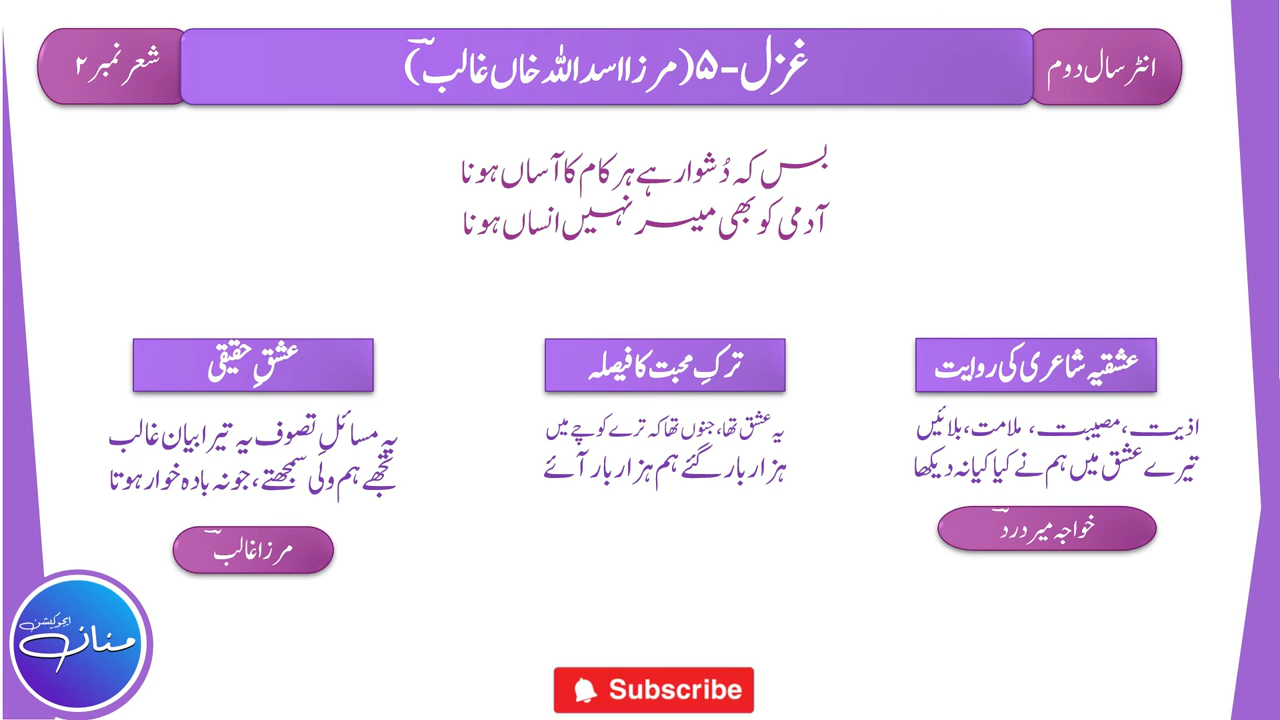 انٹر سال دوم
غزل-۵ (مرزا اسد اللہ خاں غالب)
شعر نمبر ۲
بس کہ دُشوار ہے ہر کام کا آساں ہونا
آدمی کو بھی میسر نہیں انساں ہونا
عشقیہ شاعری کی روایت
اذیت، مصیبت، ملامت، بلائیں
تیرے عشق میں ہم نے کیا کیا نہ دیکھا
خواجہ میر درد
ترکِ محبت کا فیصلہ
یہ عشق تھا، جنوں تھا کہ ترے کوچے میں
ہزار بار گئے ہم ہزار بار آئے
عشقِ حقیقی
یہ مسائلِ تصوف یہ تیرا بیان غالب
تجھے ہم ولی سمجھتے، جو نہ بادہ خوار ہوتا
مرزا غالب
منان ایجوکیشن
Subscribe